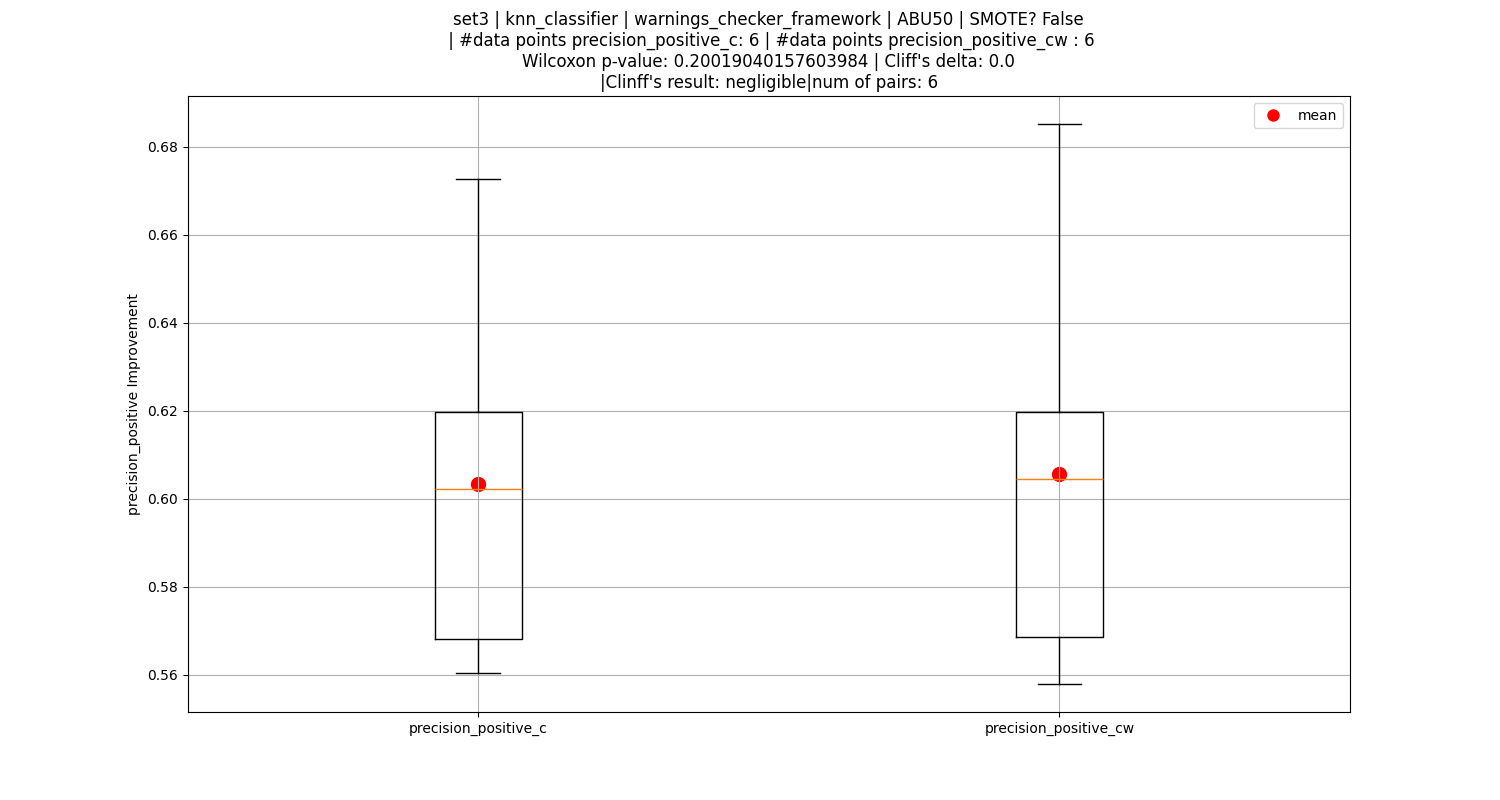 set3 | knn_classifier | warnings_checker_framework | ABU50 | SMOTE? False
| #data points precision_positive_c: 6 | #data points precision_positive_cw : 6
Wilcoxon p-value: 0.20019040157603984 | Cliff's delta: 0.0
|Clinff's result: negligible|num of pairs: 6
mean
0.68
0.66
0.64
0.62
0.60
0.58
0.56
precision_positive Improvement
precision_positive_c
precision_positive_cw